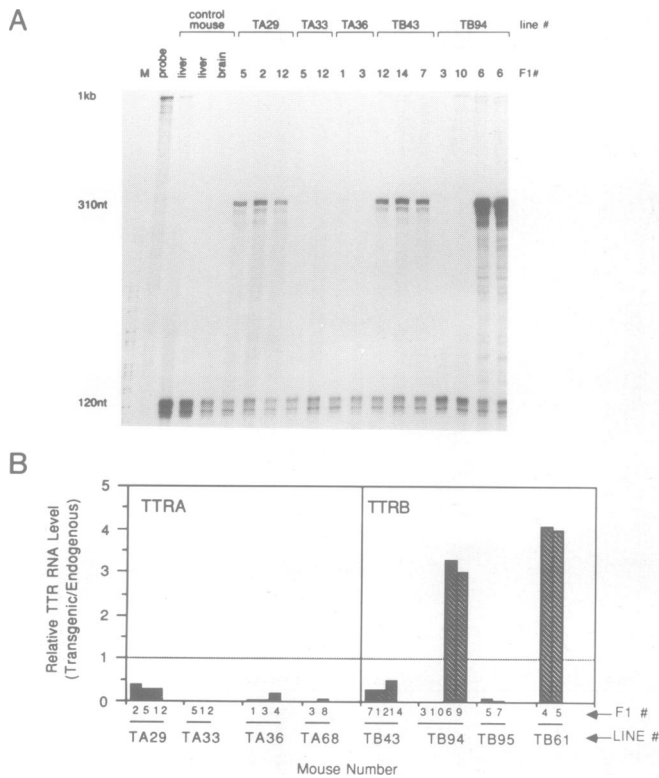 A
control mouse TA29 TA33 TA36 TB43 TB94 line #
M probe liver liver brain 5 2 12 5 12 1 3 12 14 7 3 10 6 6 F1#
1kb
310nt
120nt
B
Relative TTR RNA Level
(Transgenic/Endogenous)
5
4
3
2
1
0
TTRA
TTRB
2 5 12 5 12 1 3 4 3 8 7 12 14 3 10 6 9 5 7 4 5 F1 #
TA29 TA33 TA36 TA68 TB43 TB94 TB95 TB61 LINE #
Mouse Number